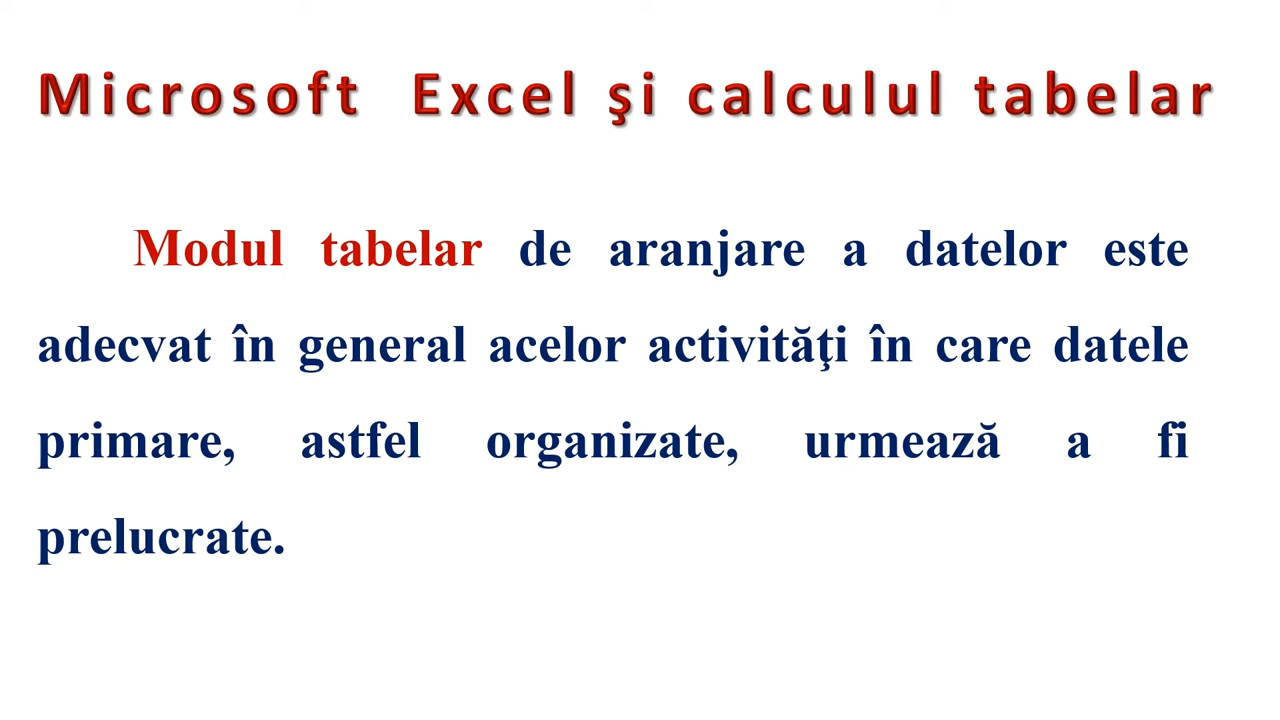 Microsoft Excel şi calculul tabelar
Modul tabelar de aranjare a datelor este
adecvat în general acelor activităţi în care datele
primare, astfel organizate, urmează a fi
prelucrate.